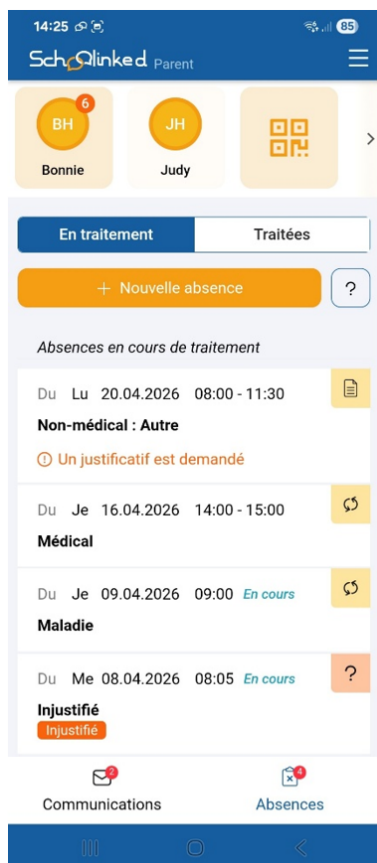 14:25
85
Schoolinked Parent
BH 6
JH
Bonnie
Judy
En traitement
Traitées
+ Nouvelle absence
?
Absences en cours de traitement
Du Lu 20.04.2026 08:00 - 11:30
Non-médical : Autre
Un justificatif est demandé
Du Je 16.04.2026 14:00 - 15:00
Médical
Du Je 09.04.2026 09:00 En cours
Maladie
Du Me 08.04.2026 08:05 En cours
?
Injustifié
Injustifié
2
4
Communications
Absences